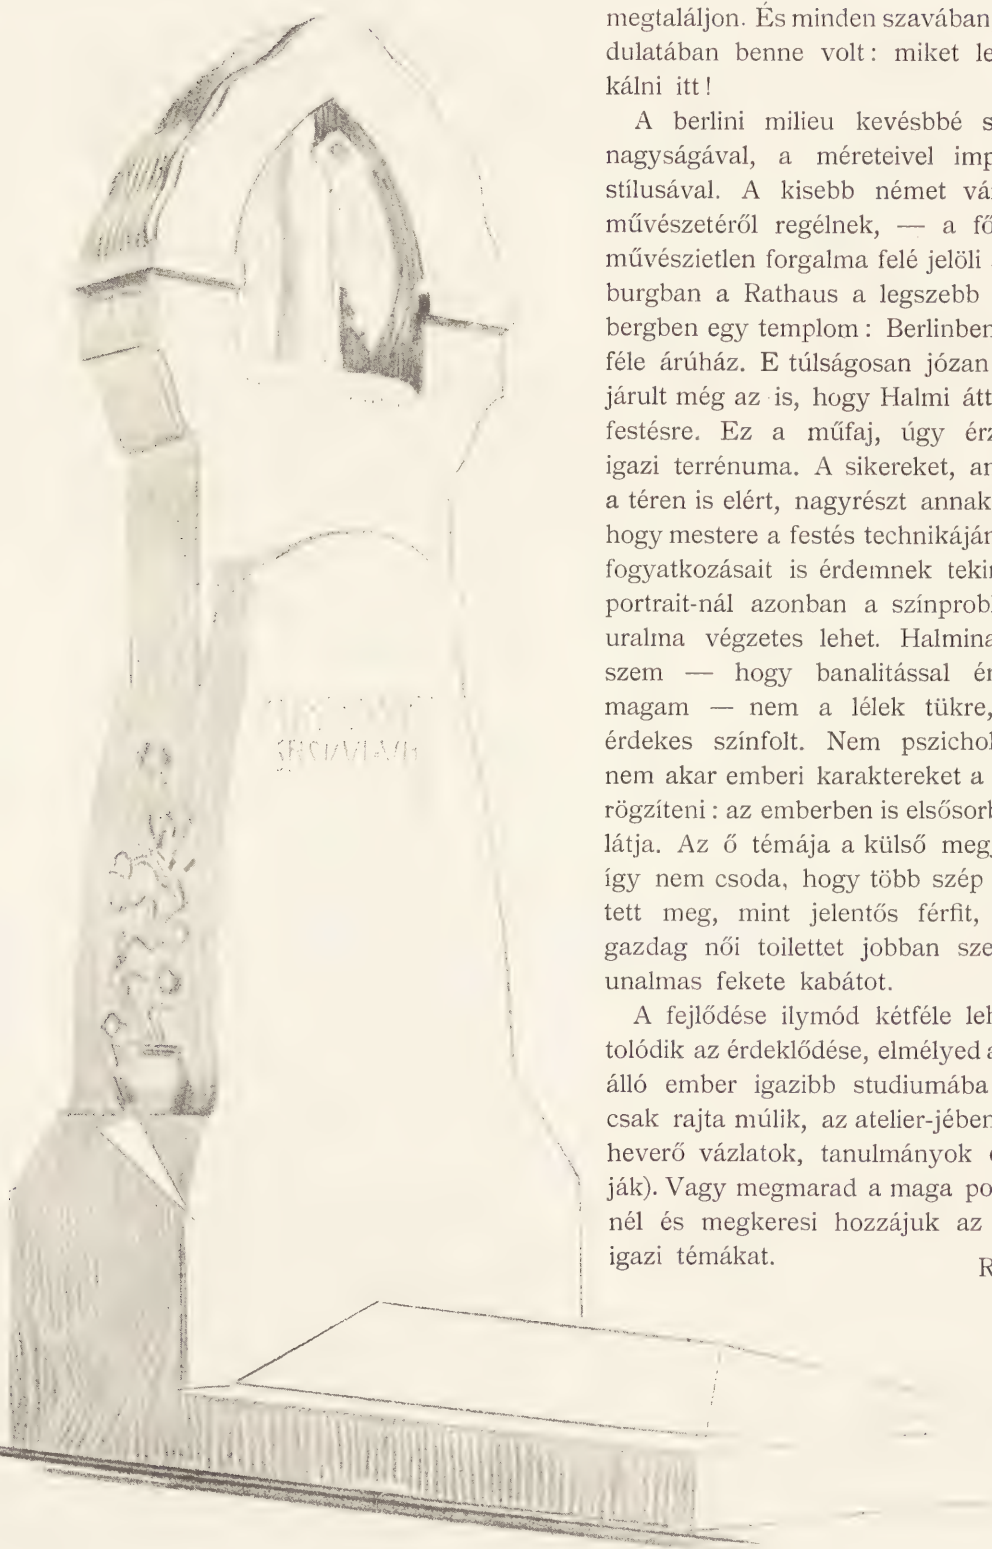 megtaláljon. És minden szavában
dulatában benne volt: miket le
kálni itt!
A berlini milieu kevésbbé s
nagyságával, a méreteivel imp
stílusával. A kisebb német vá
művészetéről regélnek, — a fő
művészietlen forgalma felé jelöli
burgban a Rathaus a legszebb
bergben egy templom: Berlinben
féle árúház. E túlságosan józan
járult még az is, hogy Halmi átt
festésre. Ez a műfaj, úgy érz
igazi terrénuma. A sikereket, an
a téren is elért, nagyrészt annak
hogy mestere a festés technikáján
fogyatkozásait is érdemnek tekin
portrait-nál azonban a színprobl
uralma végzetes lehet. Halmina
szem — hogy banalitással ér
magam — nem a lélek tükre,
érdekes színfolt. Nem pszichol
nem akar emberi karaktereket a
rögzíteni: az emberben is elsősorb
látja. Az ő témája a külső meg
így nem csoda, hogy több szép
tett meg, mint jelentős férfit,
gazdag női toilettet jobban sze
unalmas fekete kabátot.
A fejlődése ilymód kétféle leh
tolódik az érdeklődése, elmélyed a
álló ember igazibb studiumába
csak rajta múlik, az atelier-jében
heverő vázlatok, tanulmányok
ják). Vagy megmarad a maga po
nél és megkeresi hozzájuk az
igazi témákat.
R